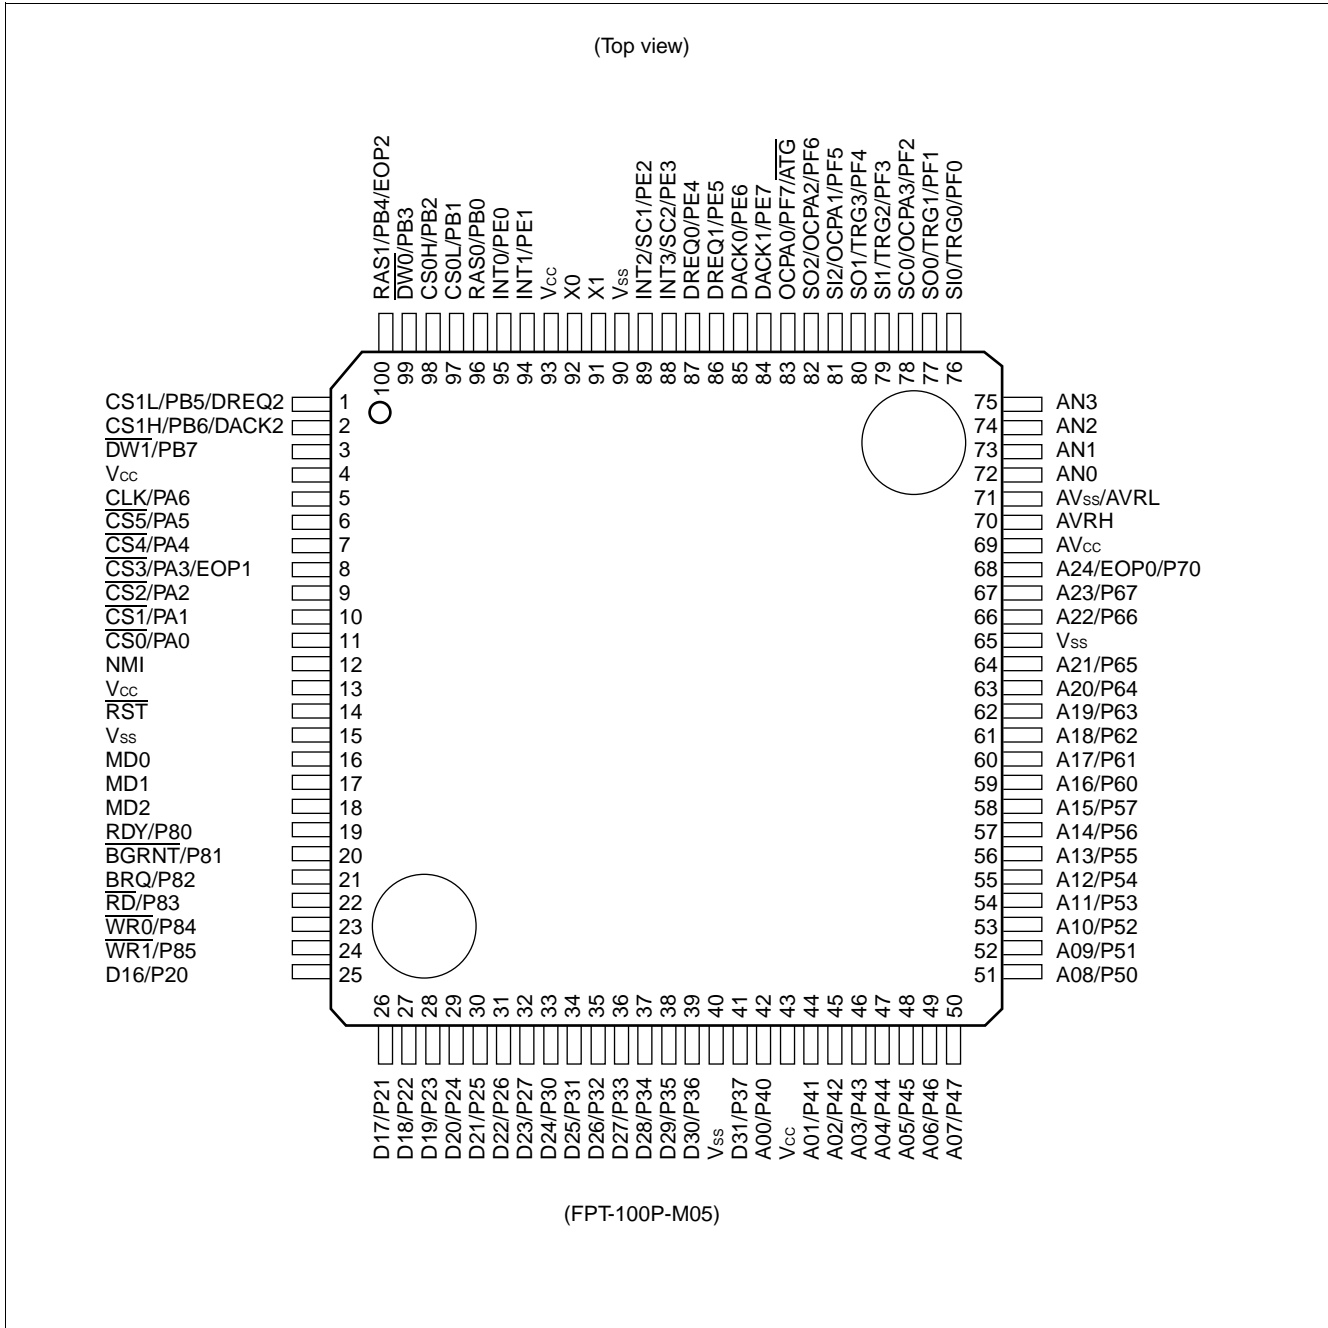 (Top view)
RAS1/PB4/EOP2
D̅W̅0̅/PB3
CS0H/PB2
CS0L/PB1
RAS0/PB0
INT0/PE0
INT1/PE1
Vcc
X0
X1
Vss
INT2/SC1/PE2
INT3/SC2/PE3
DREQ0/PE4
DREQ1/PE5
DACK0/PE6
DACK1/PE7
OCPA0/PF7/A̅T̅G̅
SO2/OCPA2/PF6
SI2/OCPA1/PF5
SO1/TRG3/PF4
SI1/TRG2/PF3
SC0/OCPA3/PF2
SO0/TRG1/PF1
SI0/TRG0/PF0
100 99 98 97 96 95 94 93 92 91 90 89 88 87 86 85 84 83 82 81 80 79 78 77 76
CS1L/PB5/DREQ2 1
CS1H/PB6/DACK2 2
D̅W̅1̅/PB7 3
Vcc 4
CLK/PA6 5
C̅S̅5̅/PA5 6
C̅S̅4̅/PA4 7
C̅S̅3̅/PA3/EOP1 8
C̅S̅2̅/PA2 9
C̅S̅1̅/PA1 10
C̅S̅0̅/PA0 11
NMI 12
Vcc 13
R̅S̅T̅ 14
Vss 15
MD0 16
MD1 17
MD2 18
RDY/P80 19
B̅G̅R̅N̅T̅/P81 20
BRQ/P82 21
R̅D̅/P83 22
W̅R̅0̅/P84 23
W̅R̅1̅/P85 24
D16/P20 25
75 AN3
74 AN2
73 AN1
72 AN0
71 AVss/AVRL
70 AVRH
69 AVcc
68 A24/EOP0/P70
67 A23/P67
66 A22/P66
65 Vss
64 A21/P65
63 A20/P64
62 A19/P63
61 A18/P62
60 A17/P61
59 A16/P60
58 A15/P57
57 A14/P56
56 A13/P55
55 A12/P54
54 A11/P53
53 A10/P52
52 A09/P51
51 A08/P50
26 27 28 29 30 31 32 33 34 35 36 37 38 39 40 41 42 43 44 45 46 47 48 49 50
D17/P21
D18/P22
D19/P23
D20/P24
D21/P25
D22/P26
D23/P27
D24/P30
D25/P31
D26/P32
D27/P33
D28/P34
D29/P35
D30/P36
Vss
D31/P37
A00/P40
Vcc
A01/P41
A02/P42
A03/P43
A04/P44
A05/P45
A06/P46
A07/P47
(FPT-100P-M05)